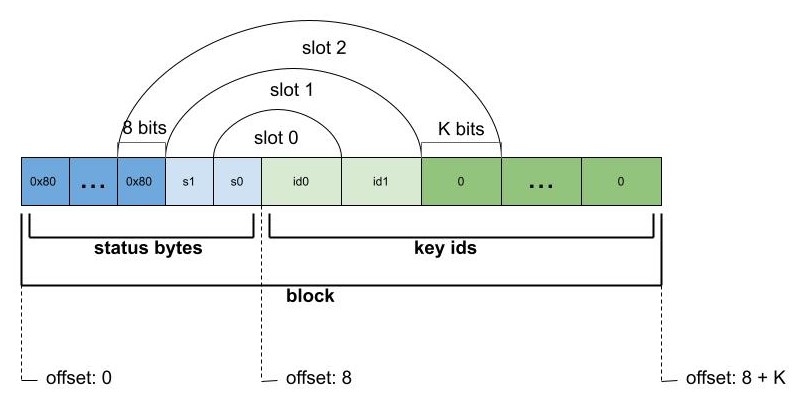 slot 2
slot 1
8 bits
K bits
slot 0
0x80 ... 0x80 s1 s0 id0 id1 0 ... 0
status bytes
key ids
block
offset: 0
offset: 8
offset: 8 + K